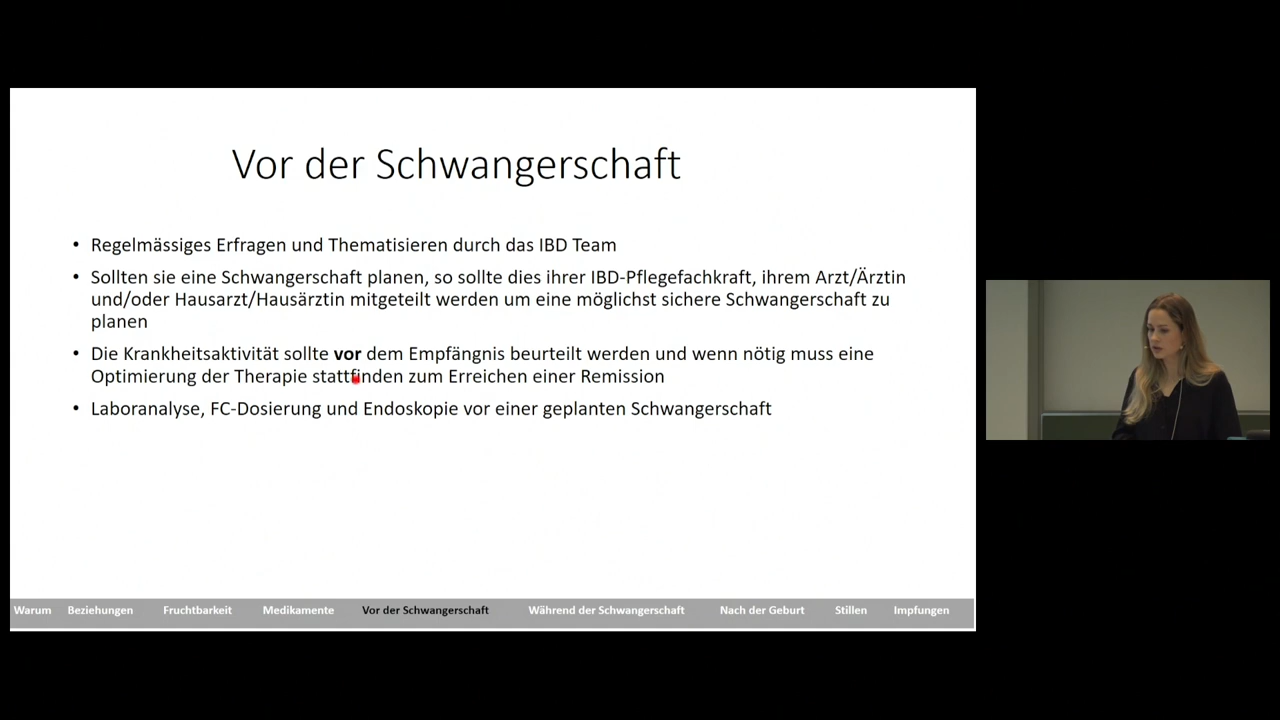 Vor der Schwangerschaft
• Regelmässiges Erfragen und Thematisieren durch das IBD Team
• Sollten sie eine Schwangerschaft planen, so sollte dies ihrer IBD-Pflegefachkraft, ihrem Arzt/Ärztin
und/oder Hausarzt/Hausärztin mitgeteilt werden um eine möglichst sichere Schwangerschaft zu
planen
• Die Krankheitsaktivität sollte vor dem Empfängnis beurteilt werden und wenn nötig muss eine
Optimierung der Therapie stattfinden zum Erreichen einer Remission
• Laboranalyse, FC-Dosierung und Endoskopie vor einer geplanten Schwangerschaft
Warum Beziehungen Fruchtbarkeit Medikamente Vor der Schwangerschaft Während der Schwangerschaft Nach der Geburt Stillen Impfungen